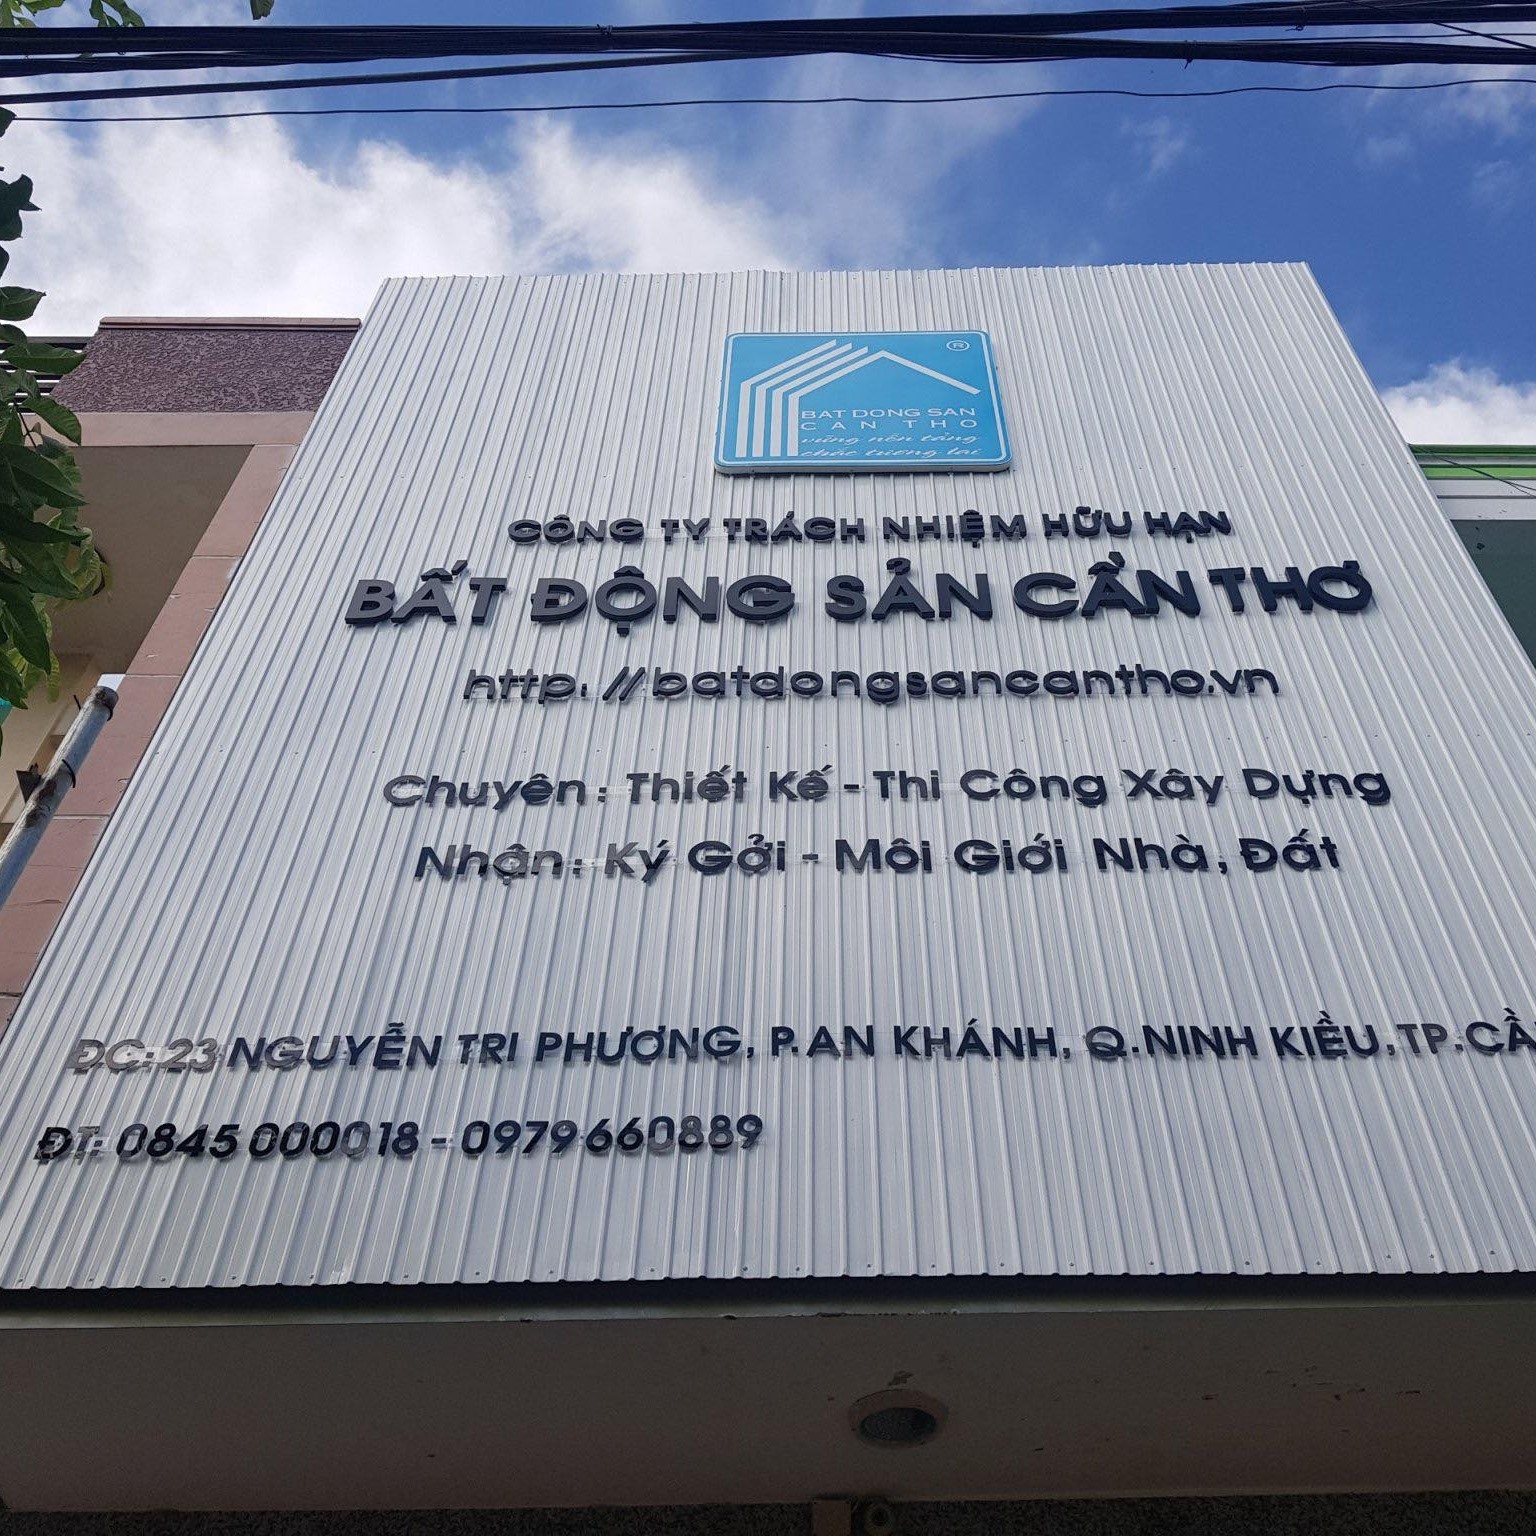 ®
BAT DONG SAN
CAN THO
vững nền tảng
chắc tương lai
CÔNG TY TRÁCH NHIỆM HỮU HẠN
BẤT ĐỘNG SẢN CẦN THƠ
http://batdongsancantho.vn
Chuyên: Thiết Kế - Thi Công Xây Dựng
Nhận: Ký Gởi - Môi Giới Nhà, Đất
ĐC: 23 NGUYỄN TRI PHƯƠNG, P.AN KHÁNH, Q.NINH KIỀU, TP.CẦ
ĐT: 0845 000018 - 0979 660889